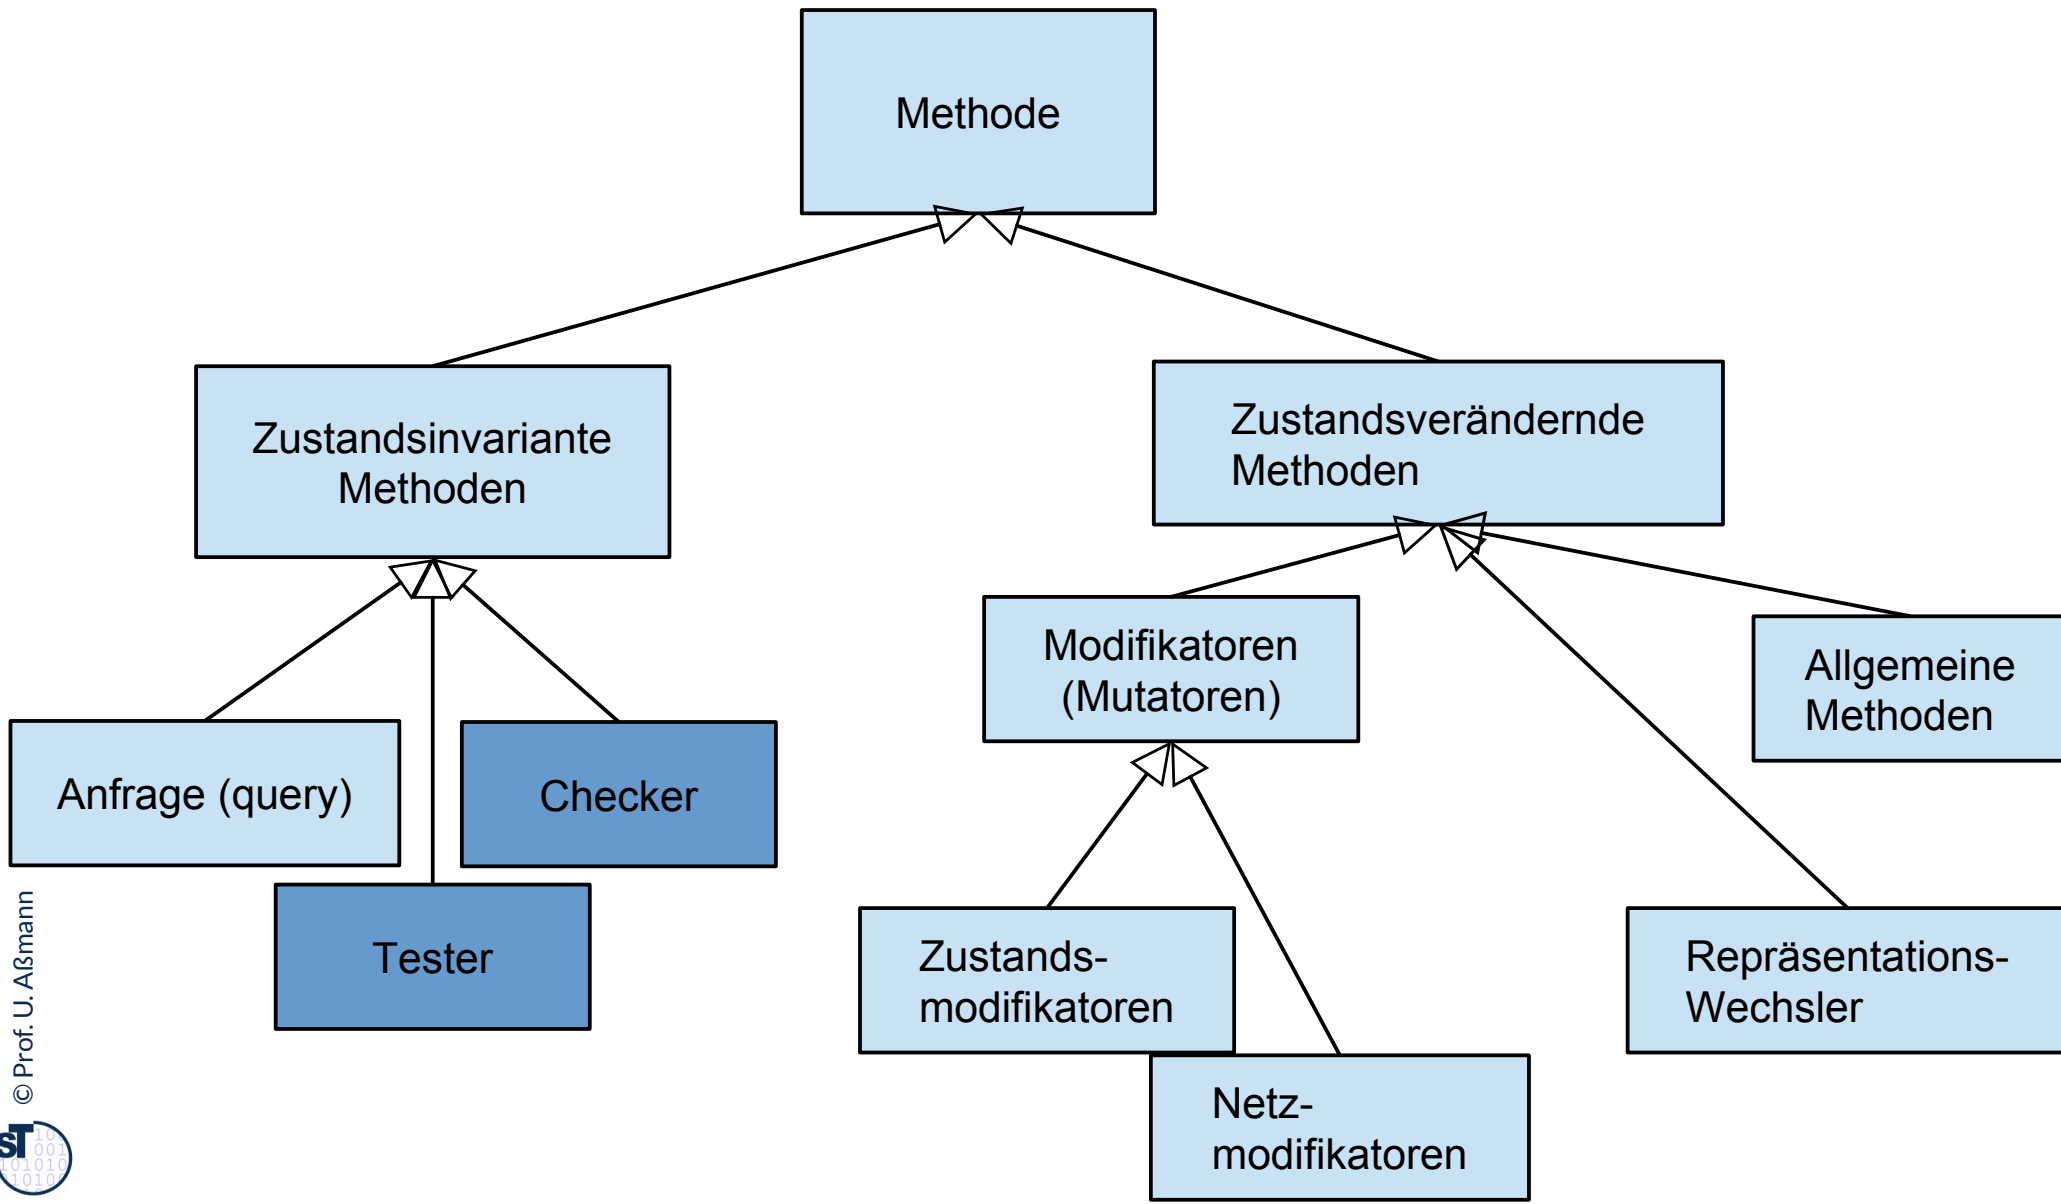 Methode
Zustandsinvariante
Methoden
Zustandsverändernde
Methoden
Modifikatoren
(Mutatoren)
Allgemeine
Methoden
Anfrage (query)
Checker
Tester
Zustands-
modifikatoren
Repräsentations-
Wechsler
Netz-
modifikatoren
© Prof. U. Aßmann
ST